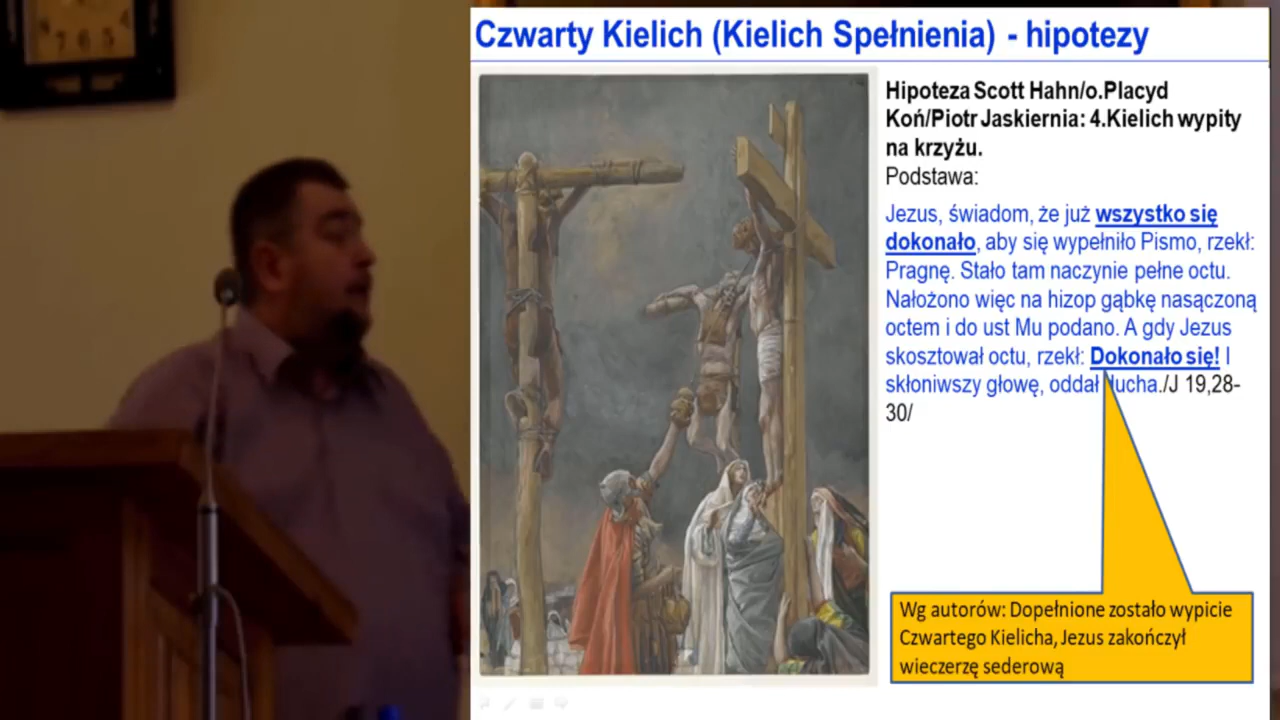 7 6 5
Czwarty Kielich (Kielich Spełnienia) - hipotezy
Hipoteza Scott Hahn/o.Placyd
Koń/Piotr Jaskiernia: 4.Kielich wypity
na krzyżu.
Podstawa:
Jezus, świadom, że już wszystko się
dokonało, aby się wypełniło Pismo, rzekł:
Pragnę. Stało tam naczynie pełne octu.
Nałożono więc na hizop gąbkę nasączoną
octem i do ust Mu podano. A gdy Jezus
skosztował octu, rzekł: Dokonało się! I
skłoniwszy głowę, oddał ducha./J 19,28-
30/
Wg autorów: Dopełnione zostało wypicie
Czwartego Kielicha, Jezus zakończył
wieczerzę sederową